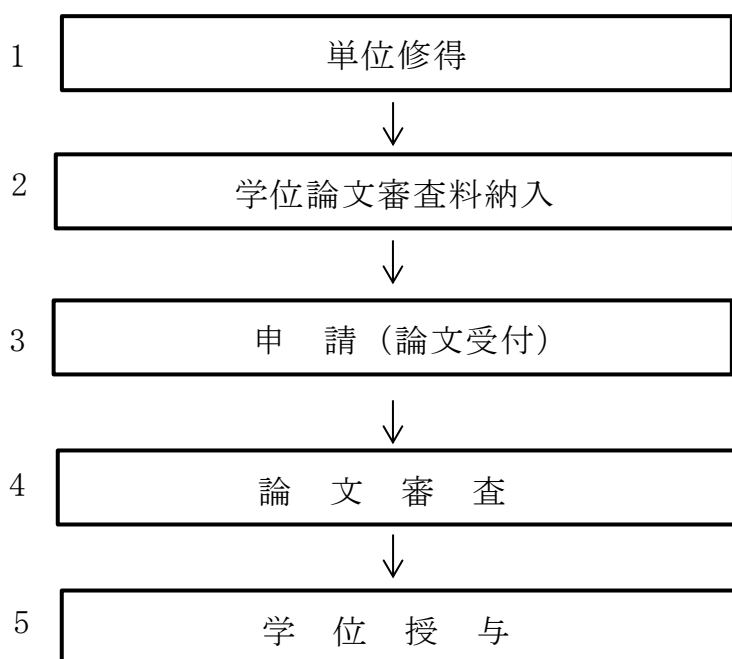 1 単位修得
2 学位論文審査料納入
3 申　請（論文受付）
4 論　文　審　査
5 学　位　授　与